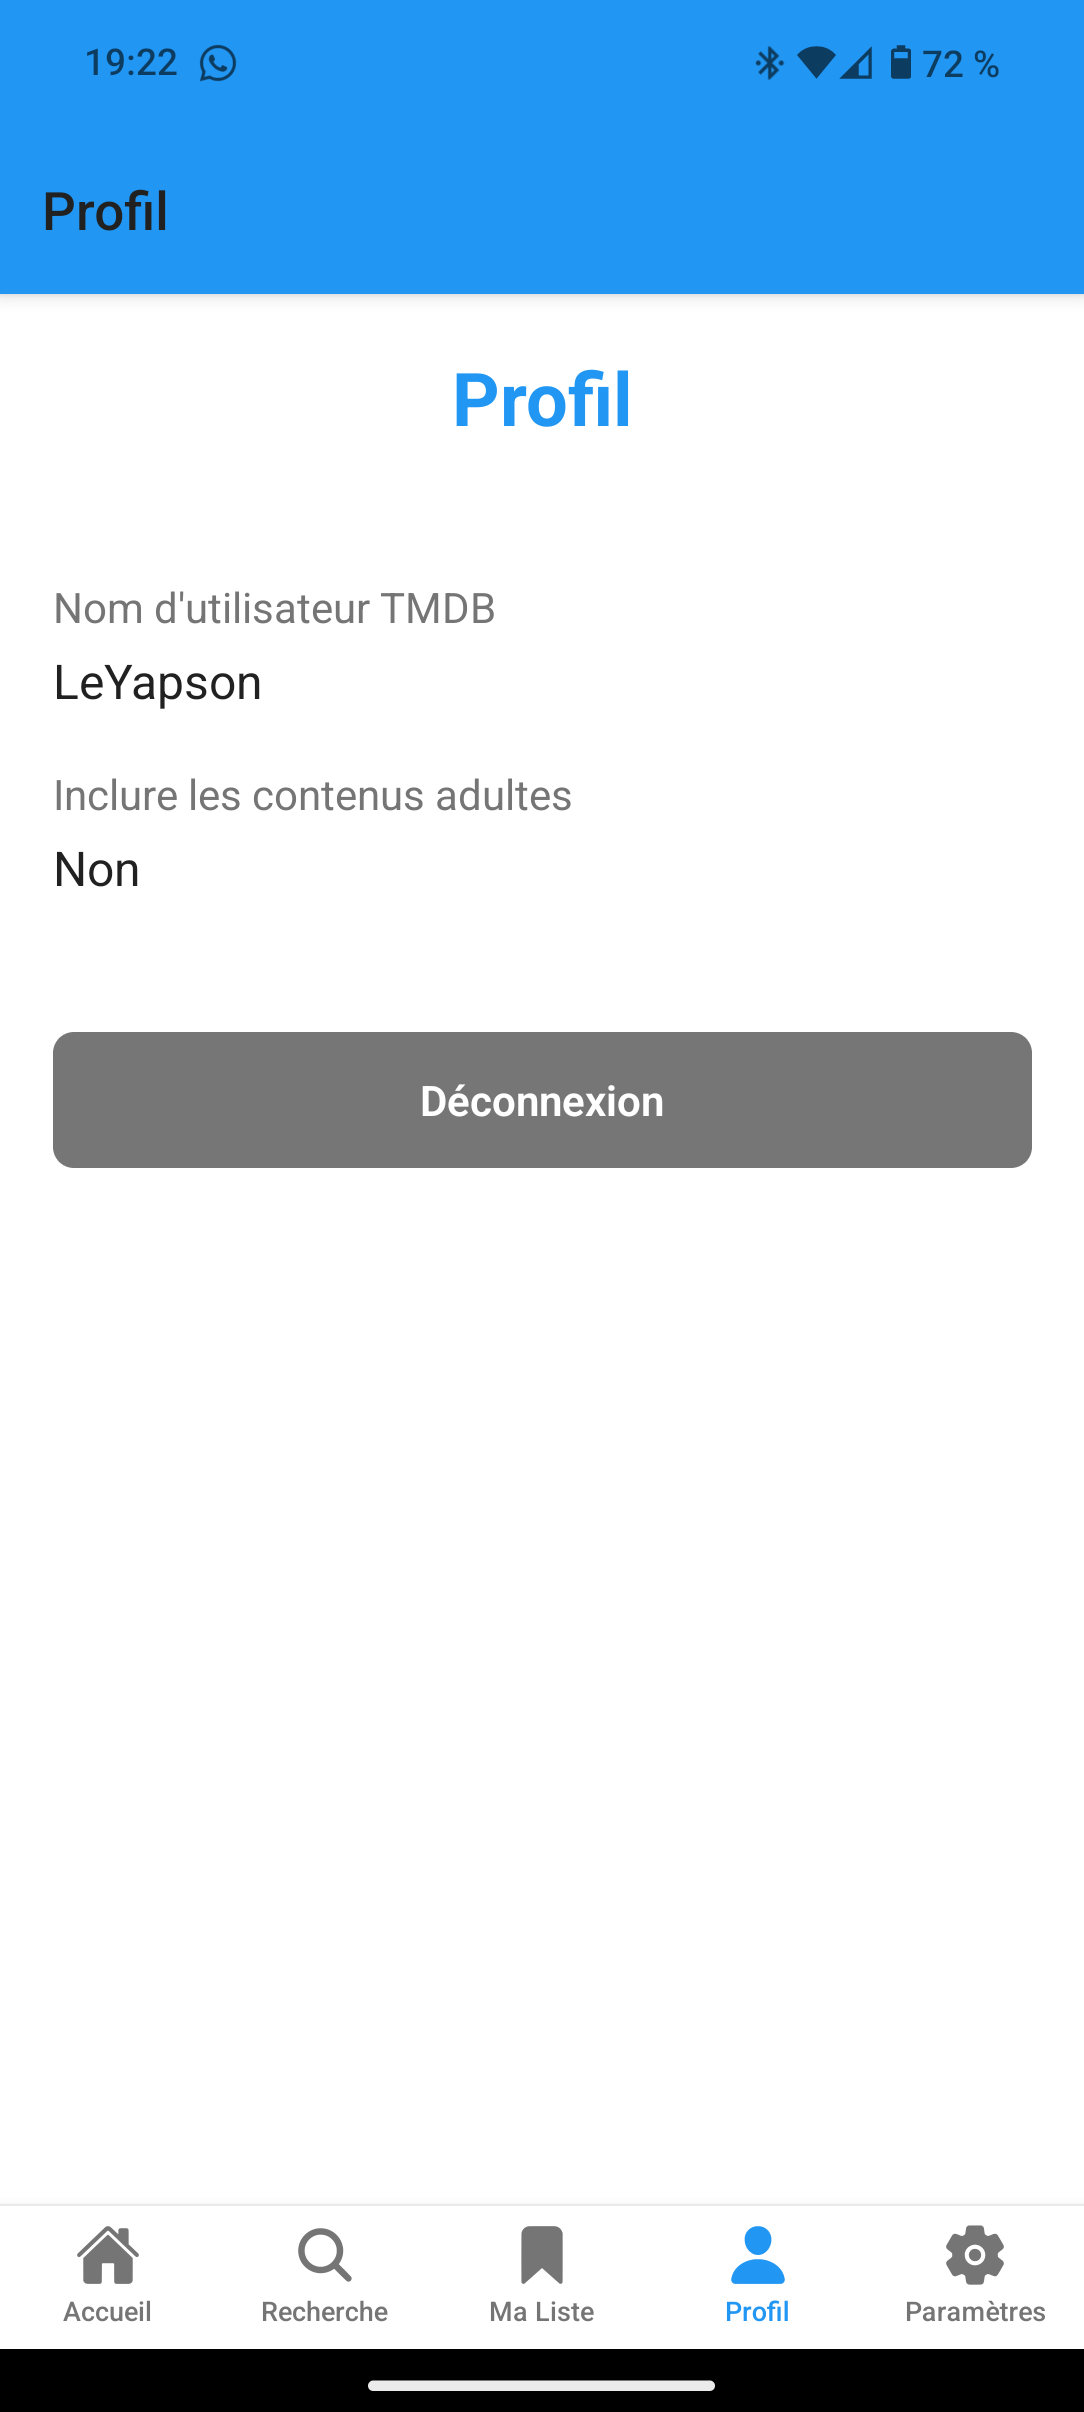 19:22
72 %
Profil
Profil
Nom d'utilisateur TMDB
LeYapson
Inclure les contenus adultes
Non
Déconnexion
Accueil
Recherche
Ma Liste
Profil
Paramètres